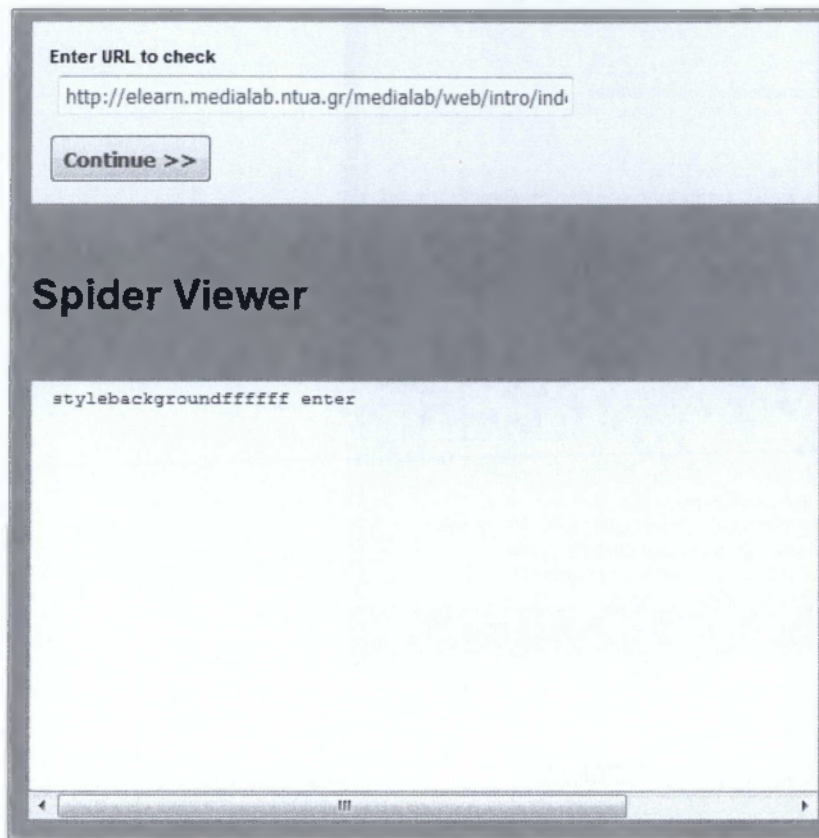 Enter URL to check
http://elearn.medialab.ntua.gr/medialab/web/intro/ind
Continue >>
Spider Viewer
stylebackgroundffffff enter